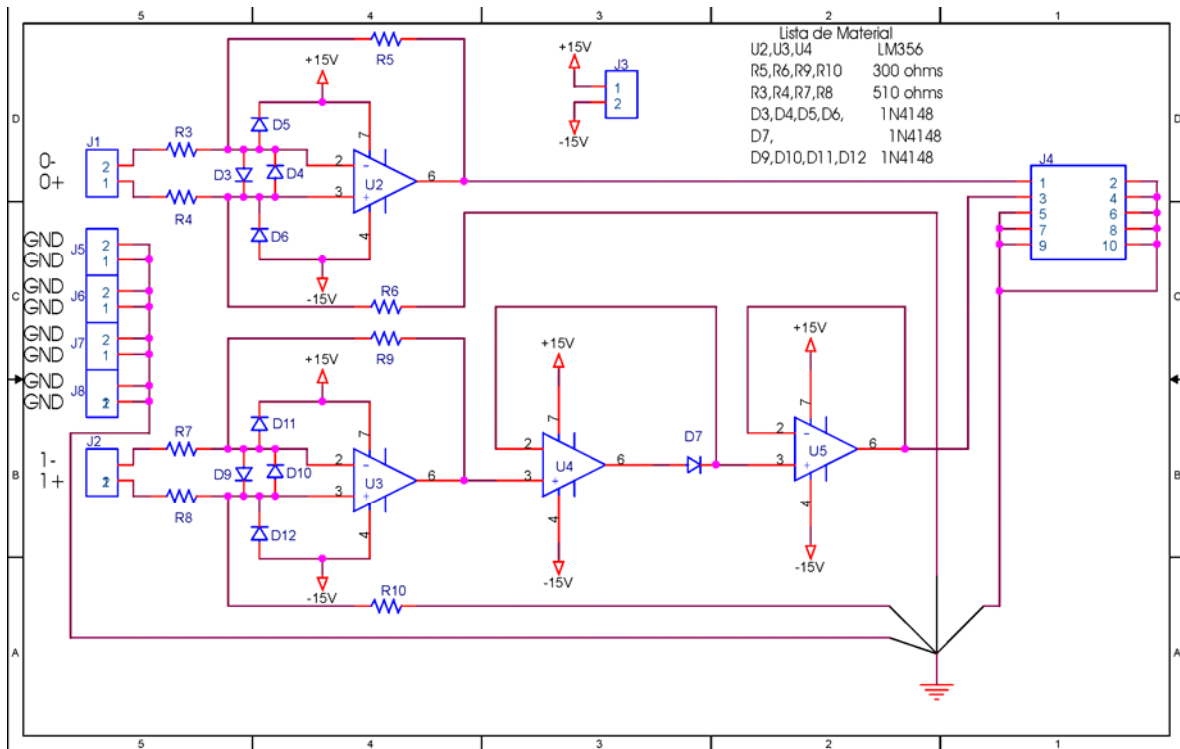 5 4 3 2 1
Lista de Material
U2,U3,U4 LM356
R5,R6,R9,R10 300 ohms
R3,R4,R7,R8 510 ohms
D3,D4,D5,D6, 1N4148
D7, 1N4148
D9,D10,D11,D12 1N4148
R5
+15V
+15V
J3
1
2
-15V
D D
D5
7
J1
R3
0-
2
0+
1
D3
D4
2
-
U2
3
+
6
R4
D6
4
-15V
R6
J4
1 2
3 4
5 6
7 8
9 10
GND
J5
2
GND
1
GND
J6
2
GND
1
C C
GND
J7
2
GND
1
GND
J8
GND
R9
+15V
+15V
+15V
D11
7
7
7
J2
R7
1-
1+
D9
D10
2
-
U3
3
+
6
2
-
U4
3
+
6
D7
2
-
U5
3
+
6
B B
R8
D12
4
4
4
-15V
-15V
-15V
R10
A A
5 4 3 2 1